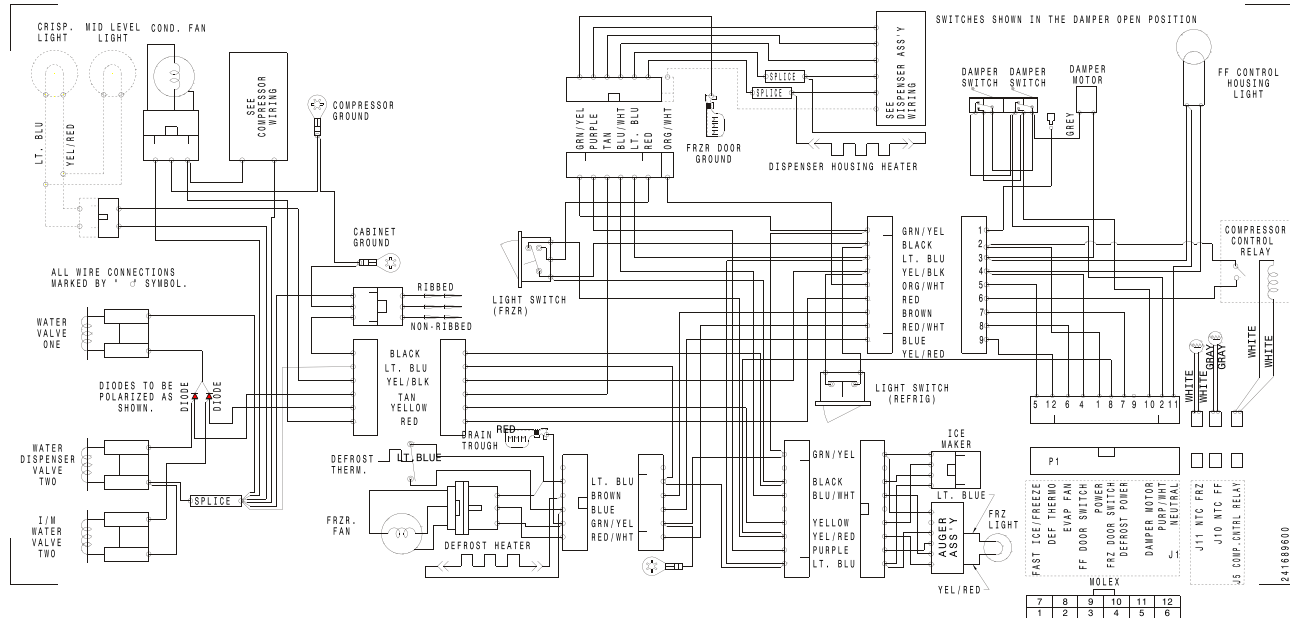 SWITCHES SHOWN IN THE DAMPER OPEN POSITION
CRISP.
LIGHT
MID LEVEL
LIGHT
COND. FAN
SEE
COMPRESSOR
WIRING
COMPRESSOR
GROUND
LT. BLU
YEL/RED
CABINET
GROUND
ALL WIRE CONNECTIONS
MARKED BY " ♂ " SYMBOL.
RIBBED
NON-RIBBED
WATER
VALVE
ONE
DIODES TO BE
POLARIZED AS
SHOWN.
DIODE
DIODE
BLACK
LT. BLU
YEL/BLK
TAN
YELLOW
RED
WATER
DISPENSER
VALVE
TWO
SPLICE
I/M
WATER
VALVE
TWO
DEFROST
THERM.
LT.BLUE
DRAIN
TROUGH
RED
FRZR.
FAN
DEFROST HEATER
LT. BLU
BROWN
BLUE
GRN/YEL
RED/WHT
GRN/YEL
PURPLE
TAN
BLU/WHT
LT. BLU
RED
ORG/WHT
SPLICE
SPLICE
FRZR DOOR
GROUND
SEE
DISPENSER ASS'Y
WIRING
DISPENSER HOUSING HEATER
LIGHT SWITCH
(FRZR)
GRN/YEL
BLACK
LT. BLU
YEL/BLK
ORG/WHT
RED
BROWN
RED/WHT
BLUE
YEL/RED
1
2
3
4
5
6
7
8
9
LIGHT SWITCH
(REFRIG)
DAMPER
SWITCH
DAMPER
SWITCH
DAMPER
MOTOR
GREY
FF CONTROL
HOUSING
LIGHT
COMPRESSOR
CONTROL
RELAY
WHITE
WHITE
GRAY
GRAY
WHITE
WHITE
5 12 6 4 1 8 7 9 10 2 11
P1
GRN/YEL
BLACK
BLU/WHT
YELLOW
YEL/RED
PURPLE
LT. BLU
ICE
MAKER
LT. BLUE
AUGER
ASS'Y
FRZ
LIGHT
YEL/RED
FAST ICE/FREEZE
DEF THERMO
EVAP FAN
FF DOOR SWITCH
POWER
FRZ DOOR SWITCH
DEFROST POWER
DAMPER MOTOR
PURP/WHT
NEUTRAL
J1
J11 NTC FRZ
J10 NTC FF
J5 COMP.CNTRL RELAY
MOLEX
7 8 9 10 11 12
1 2 3 4 5 6
241689600